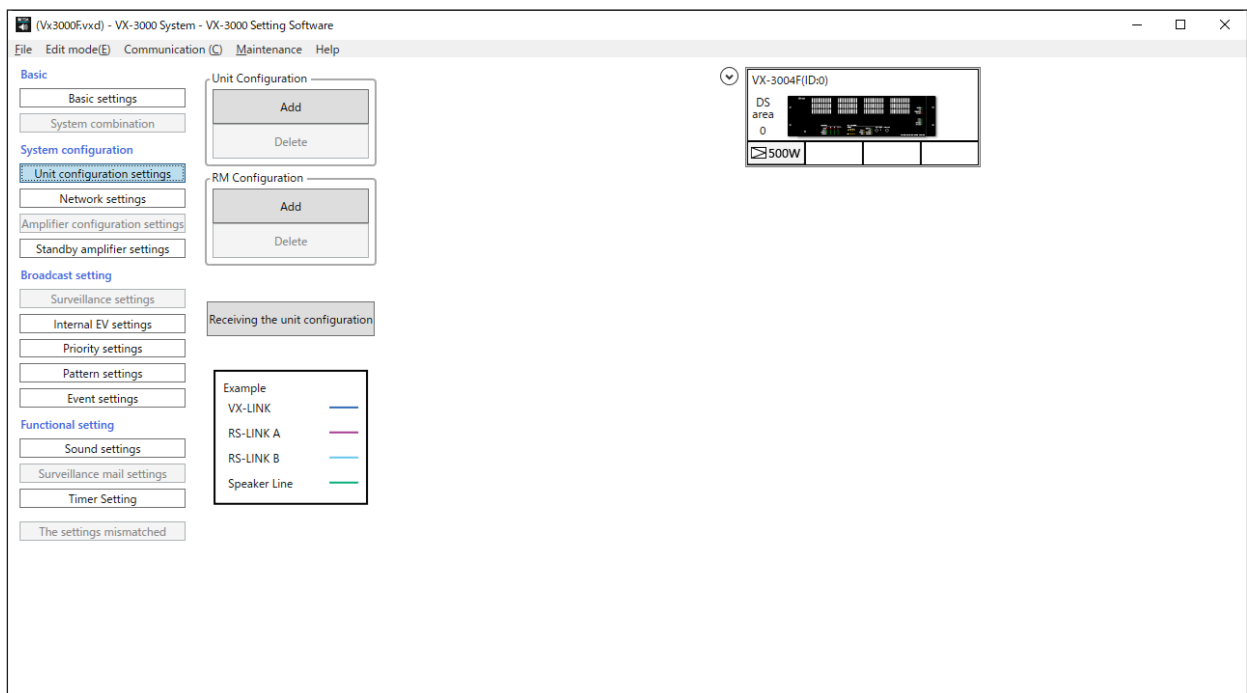 (Vx3000F.vxd) - VX-3000 System - VX-3000 Setting Software
File Edit mode(E) Communication (C) Maintenance Help
Basic
Basic settings
System combination
System configuration
Unit configuration settings
Network settings
Amplifier configuration settings
Standby amplifier settings
Broadcast setting
Surveillance settings
Internal EV settings
Priority settings
Pattern settings
Event settings
Functional setting
Sound settings
Surveillance mail settings
Timer Setting
The settings mismatched
Unit Configuration
Add
Delete
RM Configuration
Add
Delete
Receiving the unit configuration
Example
VX-LINK
RS-LINK A
RS-LINK B
Speaker Line
VX-3004F(ID:0)
DS
area
0
500W